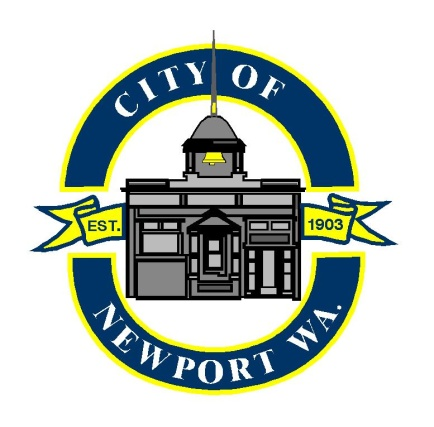 CITY OF
EST. 1903
NEWPORT WA.